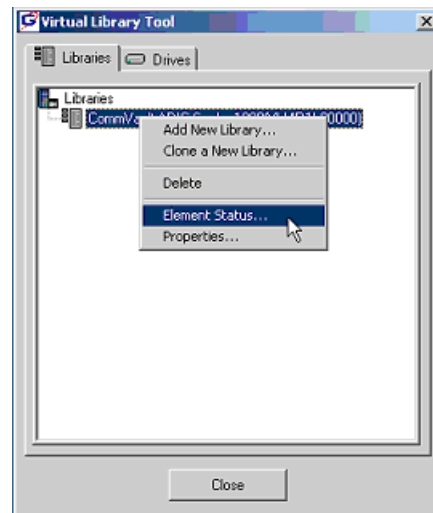 Virtual Library Tool
Libraries
Drives
Libraries
Add New Library...
Clone a New Library...
Delete
Element Status...
Properties...
Close